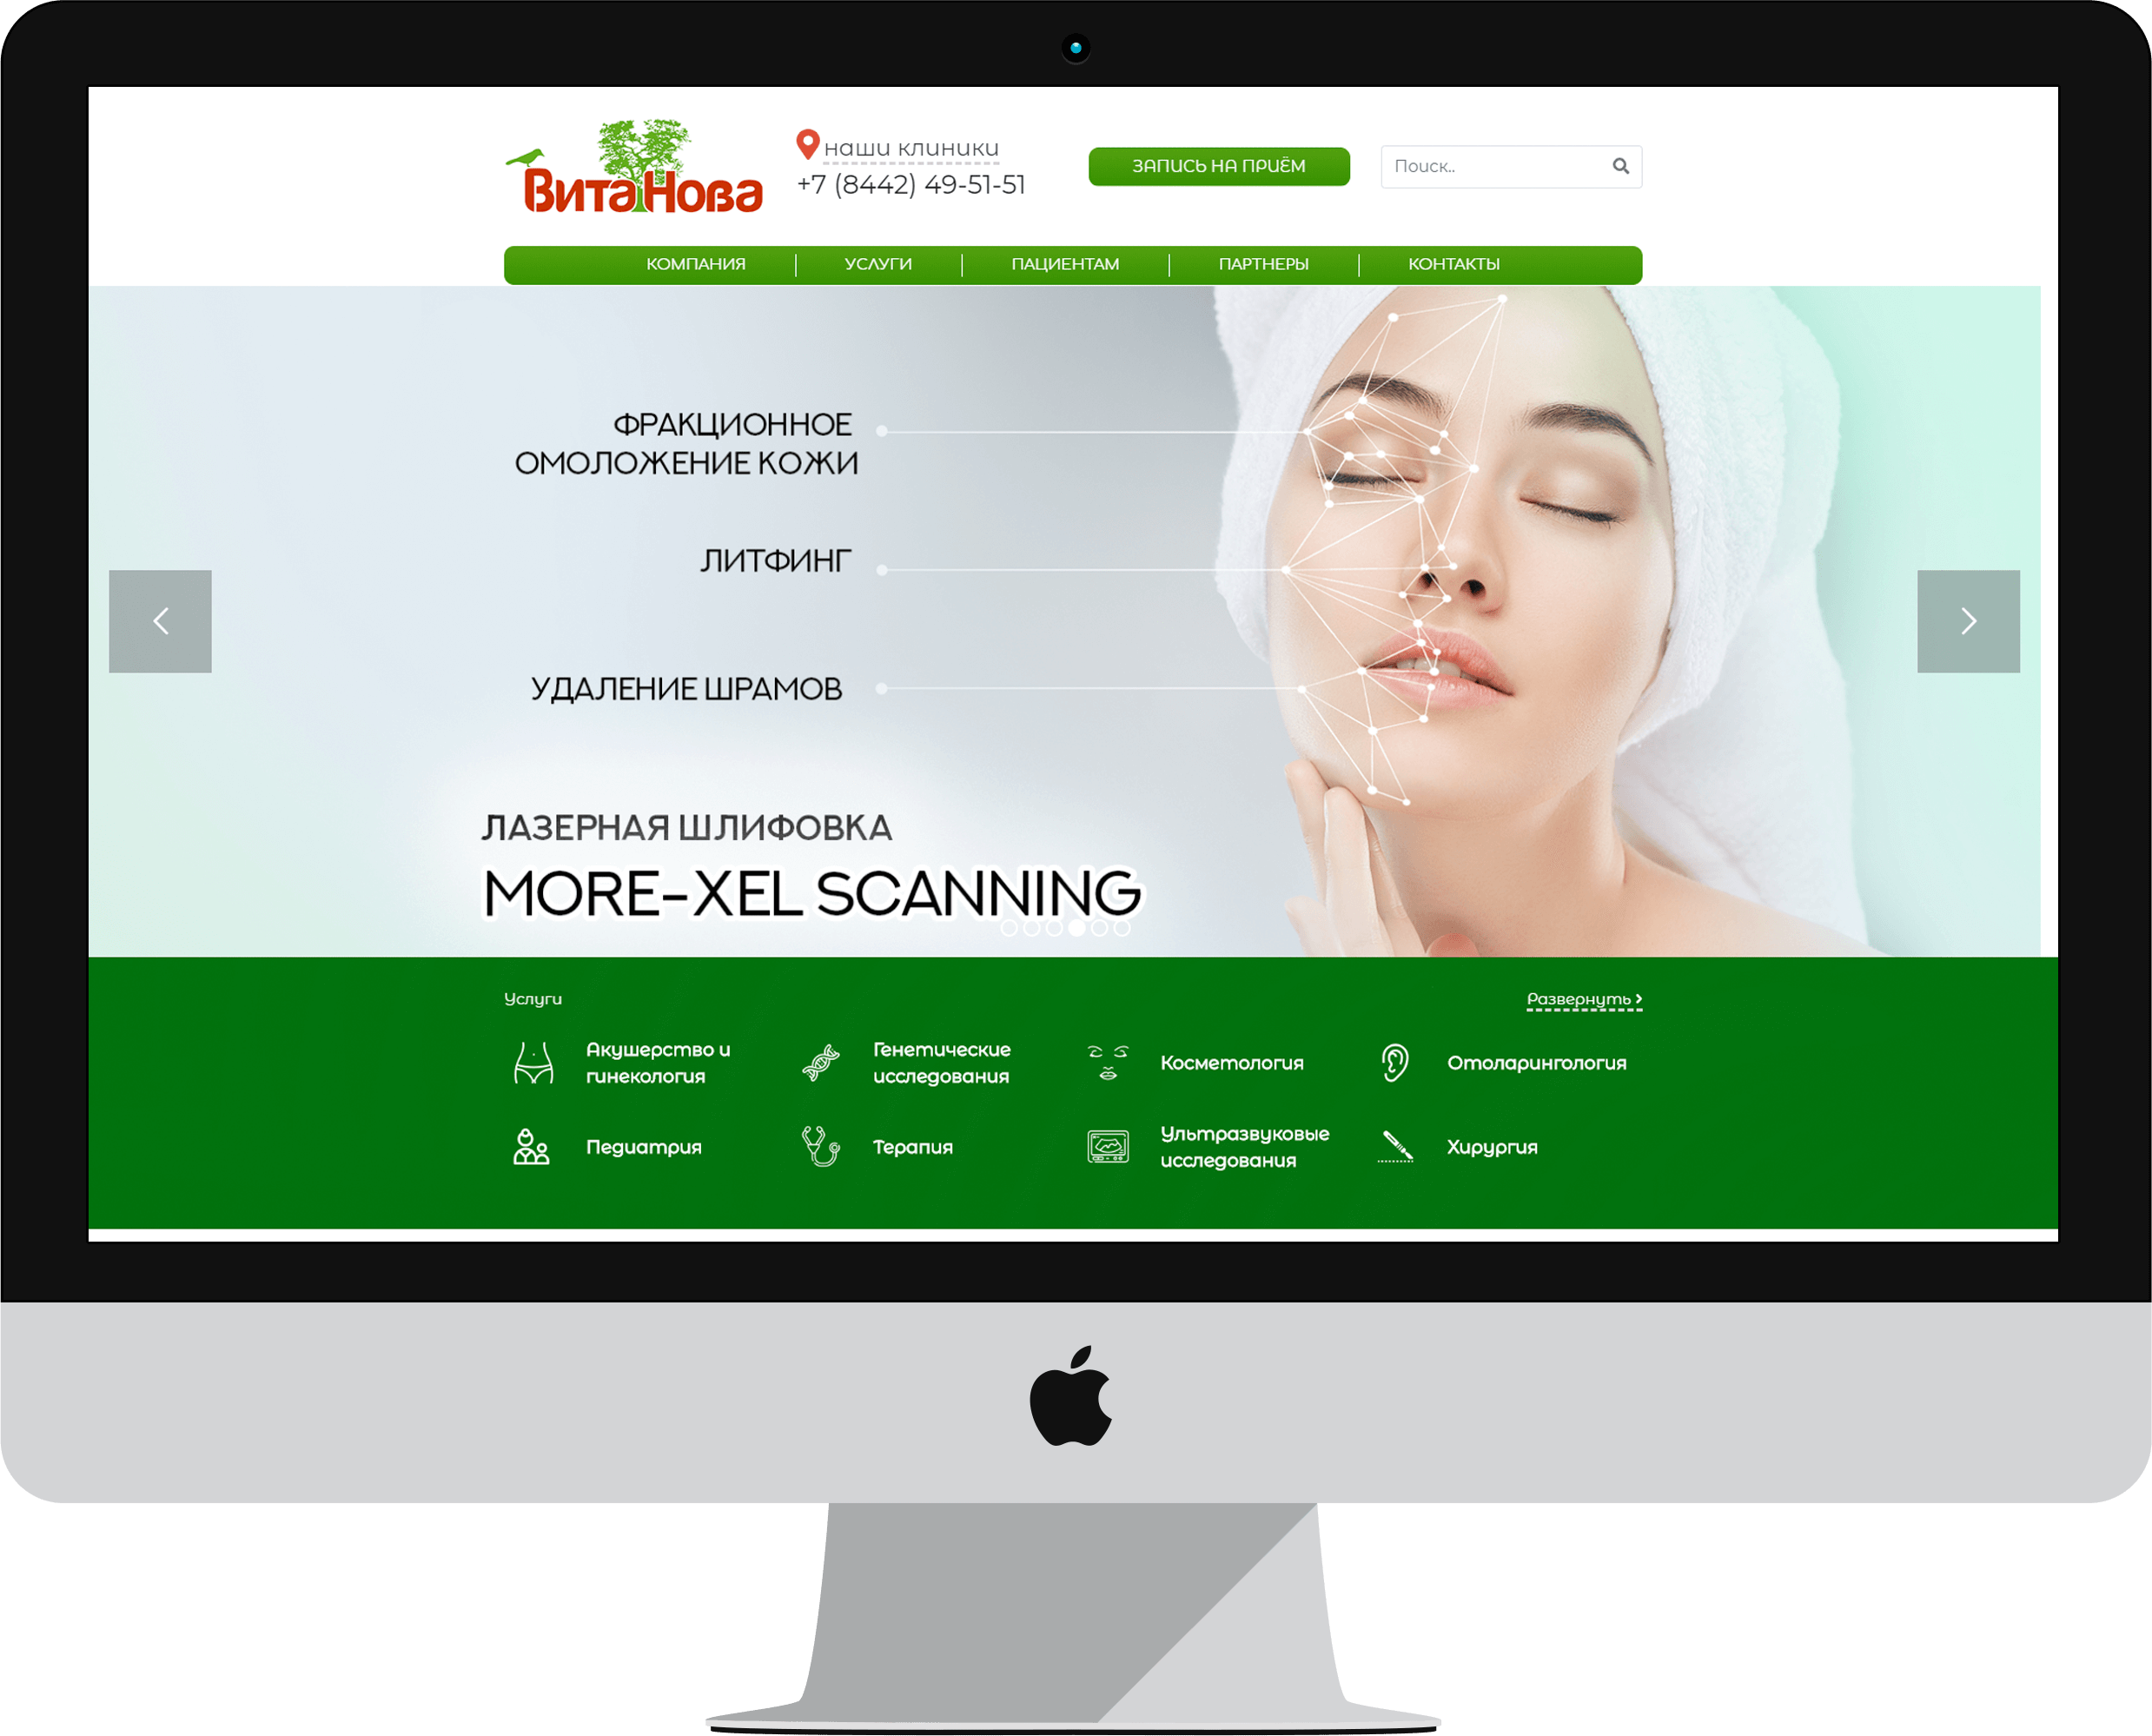 ВитаНова
наши клиники
+7 (8442) 49-51-51
ЗАПИСЬ НА ПРИЁМ
Поиск..
КОМПАНИЯ
УСЛУГИ
ПАЦИЕНТАМ
ПАРТНЕРЫ
КОНТАКТЫ
ФРАКЦИОННОЕ
ОМОЛОЖЕНИЕ КОЖИ
ЛИТФИНГ
УДАЛЕНИЕ ШРАМОВ
ЛАЗЕРНАЯ ШЛИФОВКА
MORE-XEL SCANNING
Услуги
Развернуть
Акушерство и
гинекология
Генетические
исследования
Косметология
Отоларингология
Педиатрия
Терапия
Ультразвуковые
исследования
Хирургия